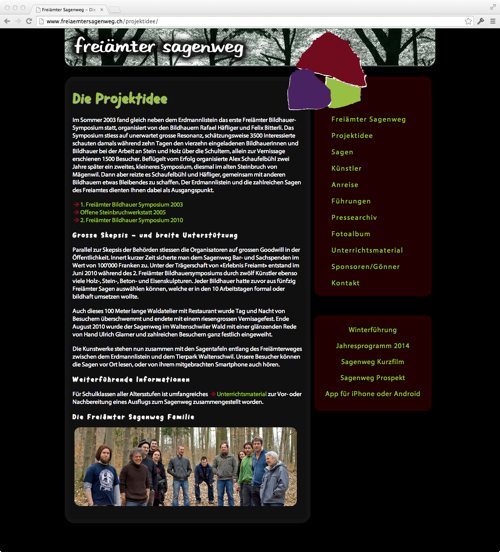 Freiämter Sagenweg – Di
www.freiaemtersagenweg.ch/projektidee/
freiämter sagenweg
Die Projektidee
Im Sommer 2003 fand gleich neben dem Erdmannlistein das erste Freiämter Bildhauer-
Symposium statt, organisiert von den Bildhauern Rafael Häfliger und Felix Bitterli. Das
Symposium stiess auf unerwartet grosse Resonanz, schätzungsweise 3500 Interessierte
schauten damals während zehn Tagen den vierzehn eingeladenen Bildhauerinnen und
Bildhauer bei der Arbeit an Stein und Holz über die Schultern, allein zur Vernissage
erschienen 1500 Besucher. Beflügelt vom Erfolg organisierte Alex Schaufelbühl zwei
Jahre später ein zweites, kleineres Symposium, diesmal im alten Steinbruch von
Mägenwil. Dann aber reizte es Schaufelbühl und Häfliger, gemeinsam mit anderen
Bildhauern etwas Bleibendes zu schaffen. Der Erdmannlistein und die zahlreichen Sagen
des Freiamtes dienten ihnen dabei als Ausgangspunkt.
1. Freiämter Bildhauer Symposium 2003
Offene Steinbruchwerkstatt 2005
2. Freiämter Bildhauer Symposium 2010
Grosse Skepsis – und breite Unterstützung
Parallel zur Skepsis der Behörden stiessen die Organisatoren auf grossen Goodwill in der
Öffentlichkeit. Innert kurzer Zeit sicherte man dem Sagenweg Bar- und Sachspenden im
Wert von 100'000 Franken zu. Unter der Trägerschaft von «Erlebnis Freiamt» entstand im
Juni 2010 während des 2. Freiämter Bildhauersymposiums durch zwölf Künstler ebenso
viele Holz-, Stein-, Beton- und Eisenskulpturen. Jeder Bildhauer hatte zuvor aus fünfzig
Freiämter Sagen auswählen können, welche er in den 10 Arbeitstagen formal oder
bildhaft umsetzen wollte.
Auch dieses 100 Meter lange Waldatelier mit Restaurant wurde Tag und Nacht von
Besuchern überschwemmt und endete mit einem riesengrossen Vernissagefest. Ende
August 2010 wurde der Sagenweg im Waltenschwiler Wald mit einer glänzenden Rede
von Hand Ulrich Glarner und zahlreichen Besuchern ganz festlich eingeweiht.
Die Kunstwerke stehen nun zusammen mit den Sagentafeln entlang des Freiämterweges
zwischen dem Erdmannlistein und dem Tierpark Waltenschwil. Unsere Besucher können
die Sagen vor Ort lesen, oder von ihrem mitgebrachten Smartphone auch hören.
Weiterführende Informationen
Für Schulklassen aller Altersstufen ist umfangreiches Unterrichtsmaterial zur Vor- oder
Nachbereitung eines Ausflugs zum Sagenweg zusammengestellt worden.
Die Freiämter Sagenweg Familie
Freiämter Sagenweg
Projektidee
Sagen
Künstler
Anreise
Führungen
Pressearchiv
Fotoalbum
Unterrichtsmaterial
Sponsoren/Gönner
Kontakt
Winterführung
Jahresprogramm 2014
Sagenweg Kurzfilm
Sagenweg Prospekt
App für iPhone oder Android